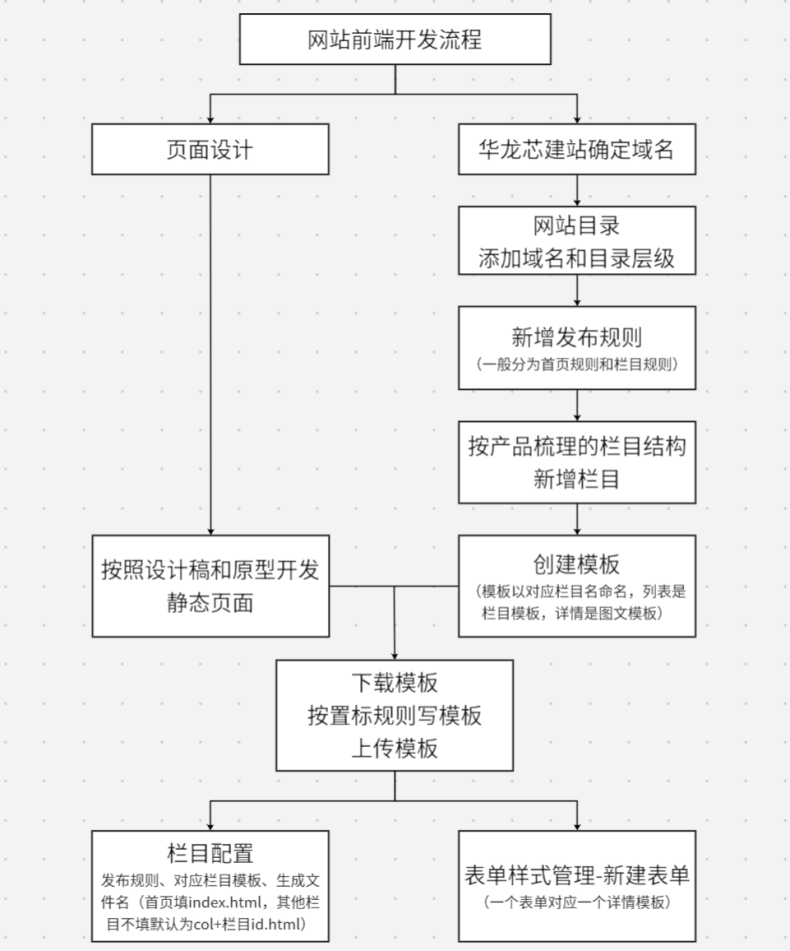 网站前端开发流程
页面设计
华龙芯建站确定域名
网站目录
添加域名和目录层级
新增发布规则
（一般分为首页规则和栏目规则）
按产品梳理的栏目结构
新增栏目
按照设计稿和原型开发
静态页面
创建模板
（模板以对应栏目名命名，列表是
栏目模板，详情是图文模板）
下载模板
按置标规则写模板
上传模板
栏目配置
发布规则、对应栏目模板、生成文
件名（首页填index.html，其他栏
目不填默认为col+栏目id.html）
表单样式管理-新建表单
（一个表单对应一个详情模板）